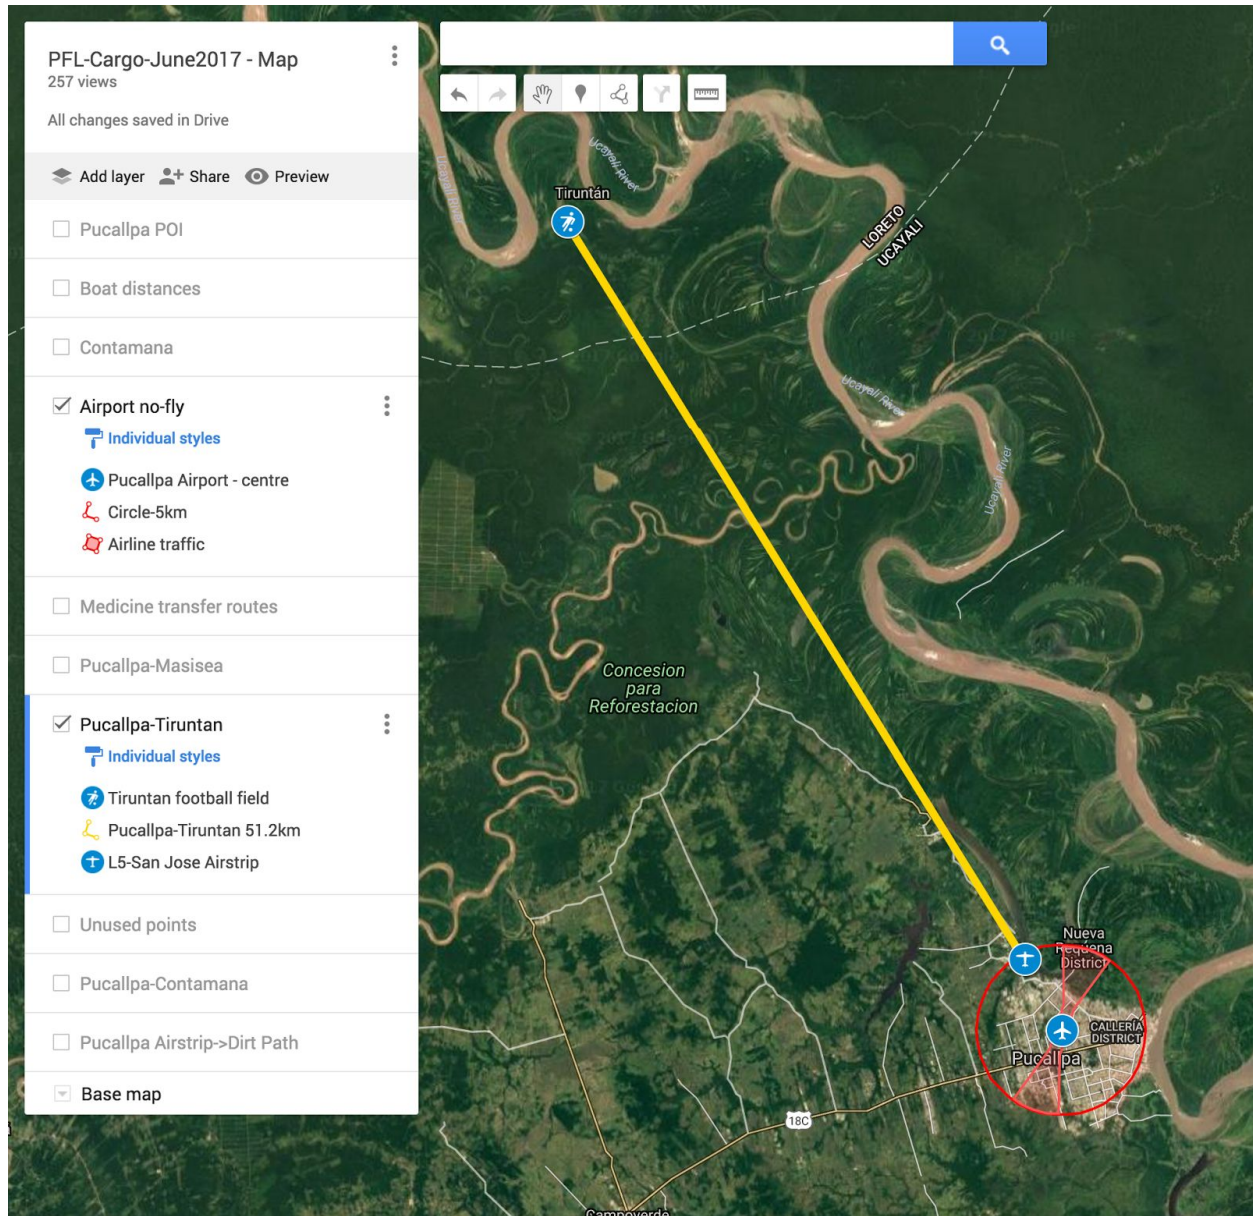 PFL-Cargo-June2017 - Map
257 views
All changes saved in Drive
Add layer
Share
Preview
Pucallpa POI
Boat distances
Contamana
Airport no-fly
Individual styles
Pucallpa Airport - centre
Circle-5km
Airline traffic
Medicine transfer routes
Pucallpa-Masisea
Pucallpa-Tiruntan
Individual styles
Tiruntan football field
Pucallpa-Tiruntan 51.2km
L5-San Jose Airstrip
Unused points
Pucallpa-Contamana
Pucallpa Airstrip->Dirt Path
Base map
Ucayali River
Ucayali River
Tiruntán
LORETO
UCAYALI
Ucayali River
Ucayali River
Concesion
para
Reforestacion
Nueva
Requena
District
CALLERÍA
DISTRICT
Pucallpa
18C
Campoverde